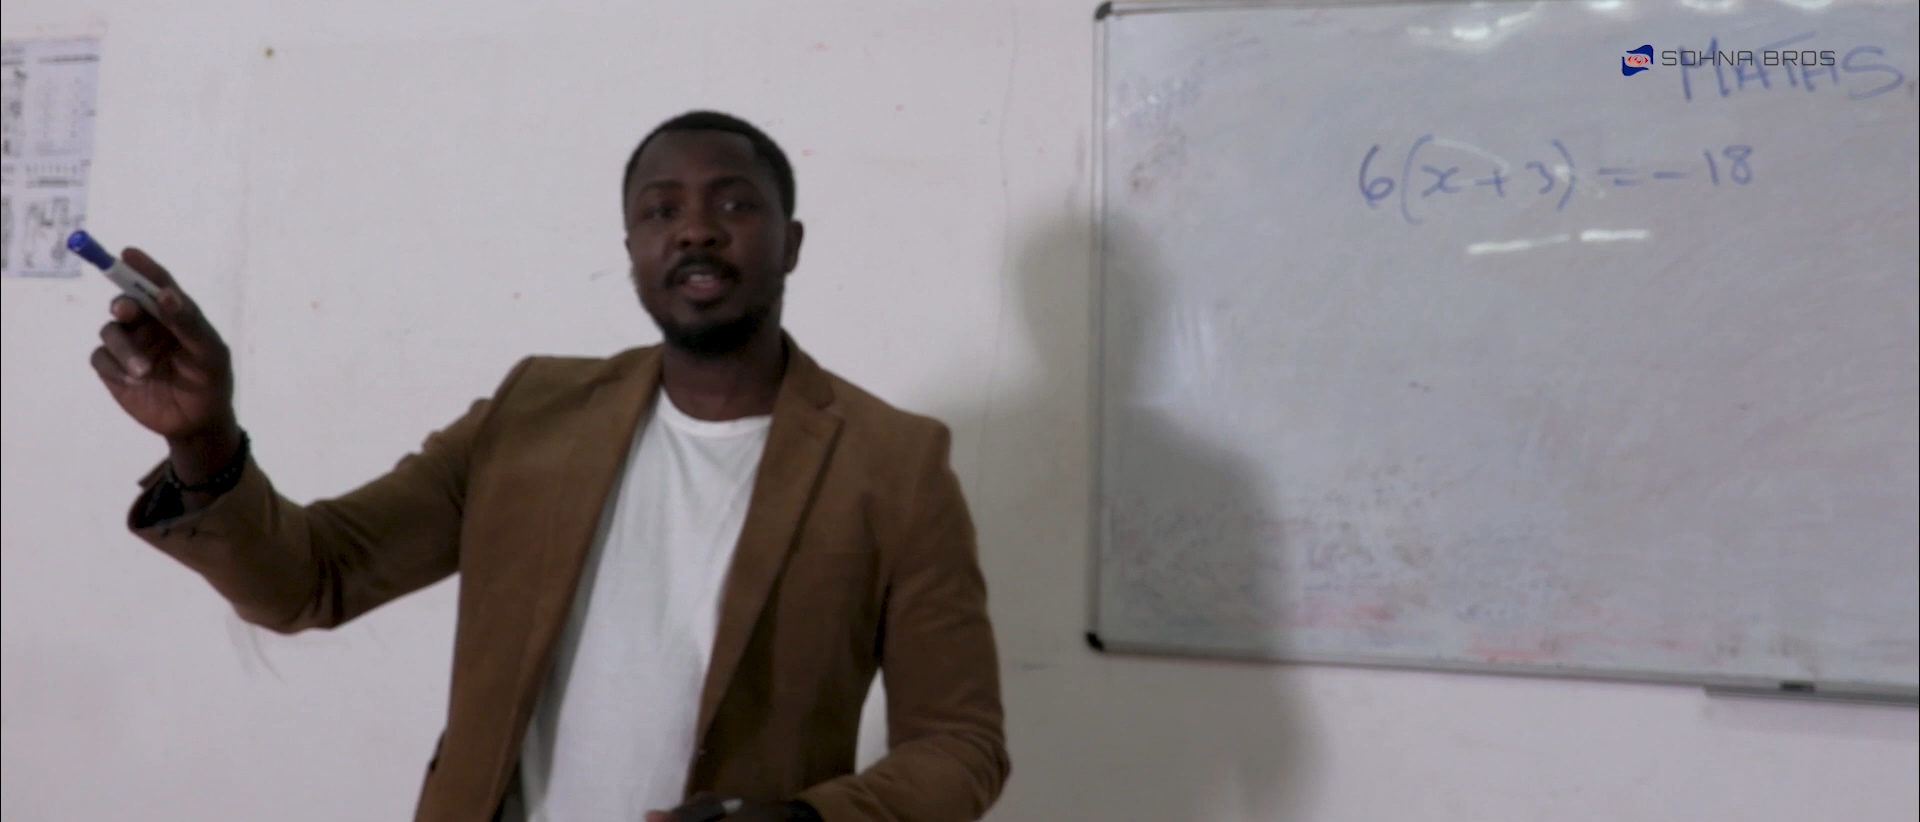 SOHNA BROS
MATHS
6(x+3) = -18